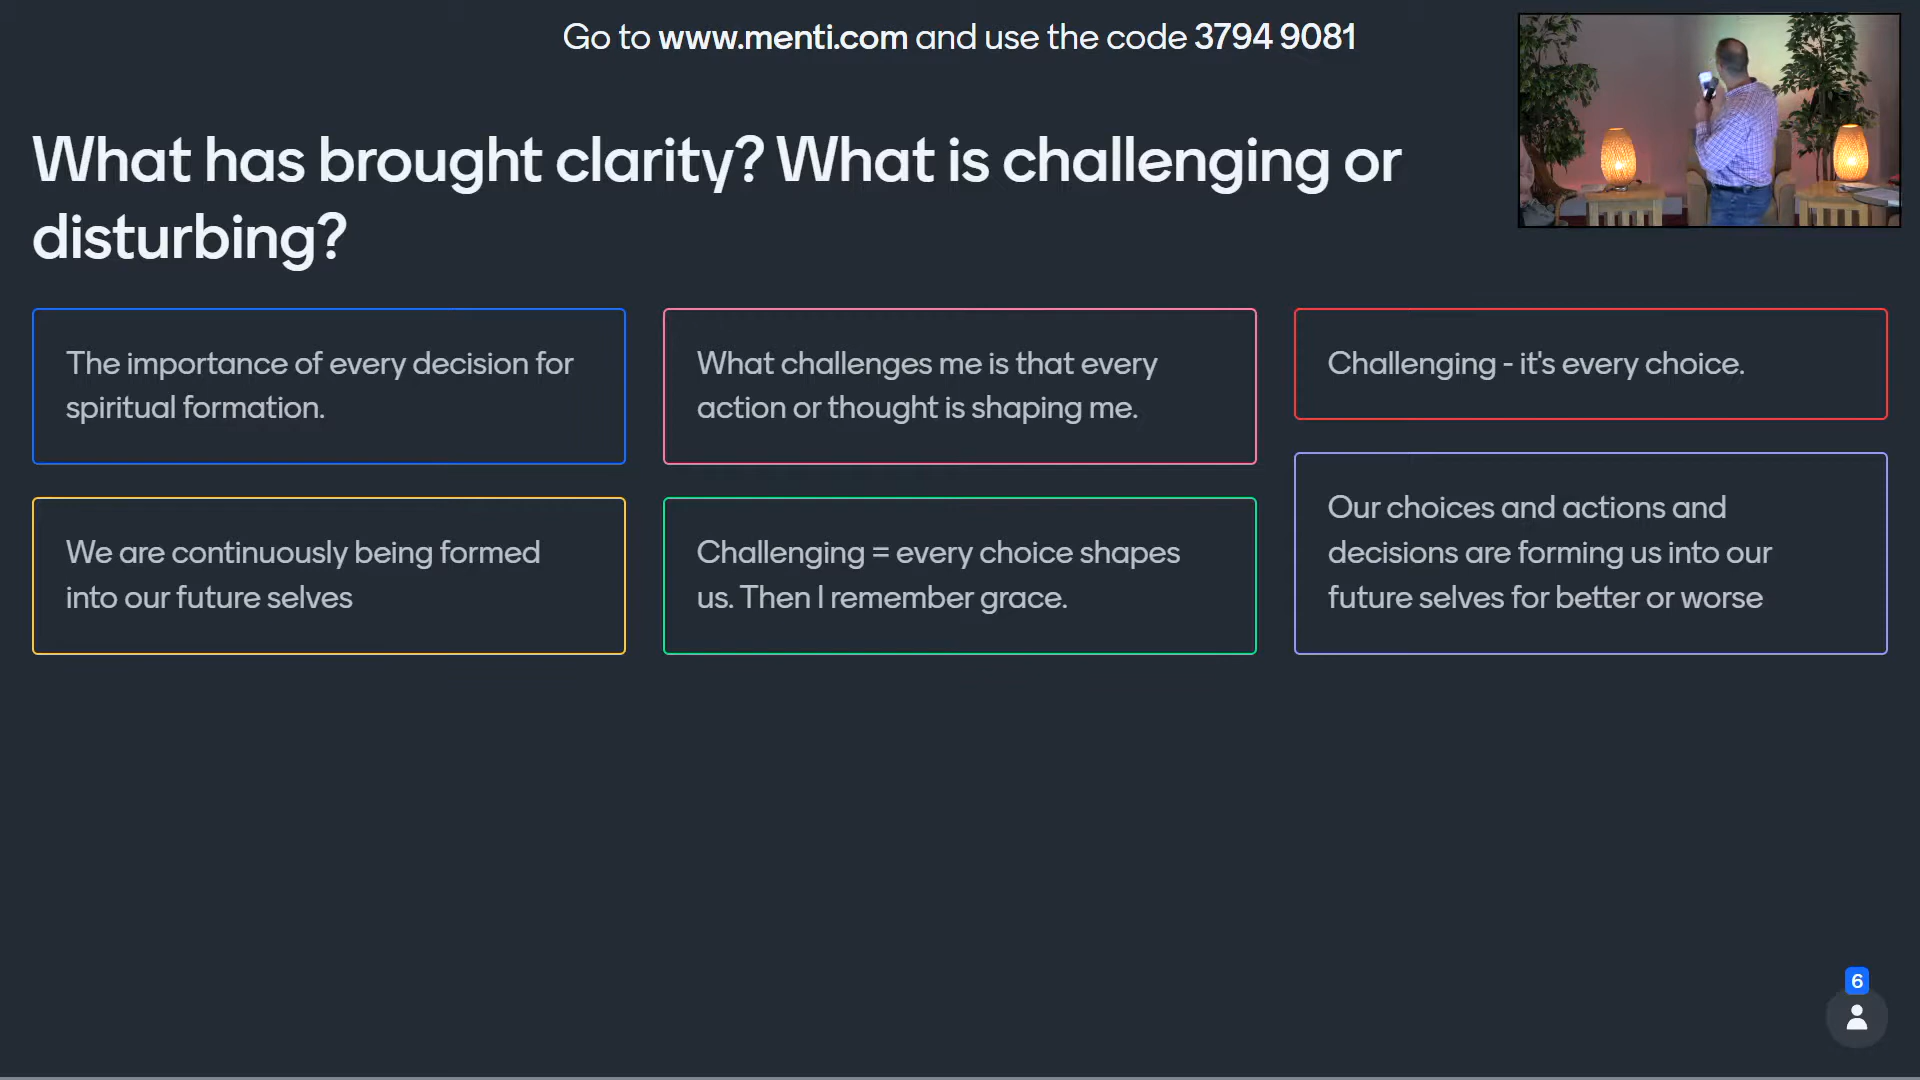 Go to www.menti.com and use the code 3794 9081
What has brought clarity? What is challenging or
disturbing?
The importance of every decision for
spiritual formation.
What challenges me is that every
action or thought is shaping me.
Challenging - it's every choice.
We are continuously being formed
into our future selves
Challenging = every choice shapes
us. Then I remember grace.
Our choices and actions and
decisions are forming us into our
future selves for better or worse
6